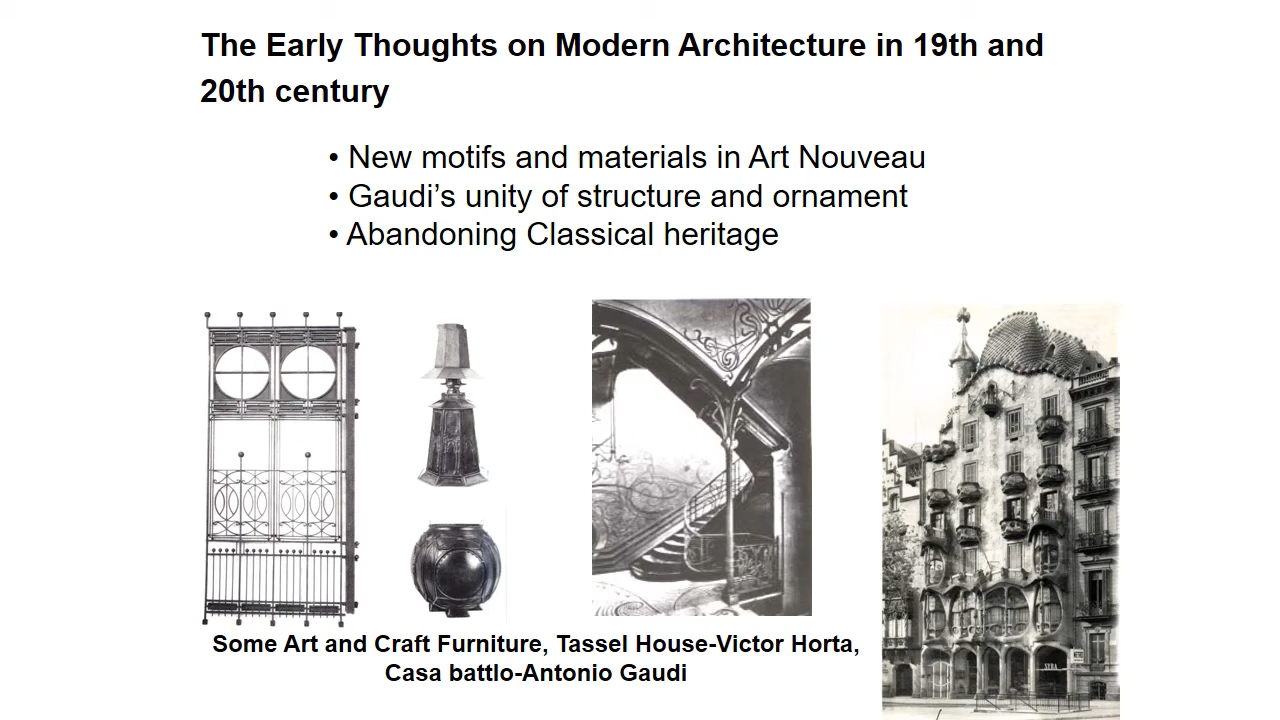 The Early Thoughts on Modern Architecture in 19th and
20th century
• New motifs and materials in Art Nouveau
• Gaudi’s unity of structure and ornament
• Abandoning Classical heritage
SYRA
Some Art and Craft Furniture, Tassel House-Victor Horta,
Casa battlo-Antonio Gaudi